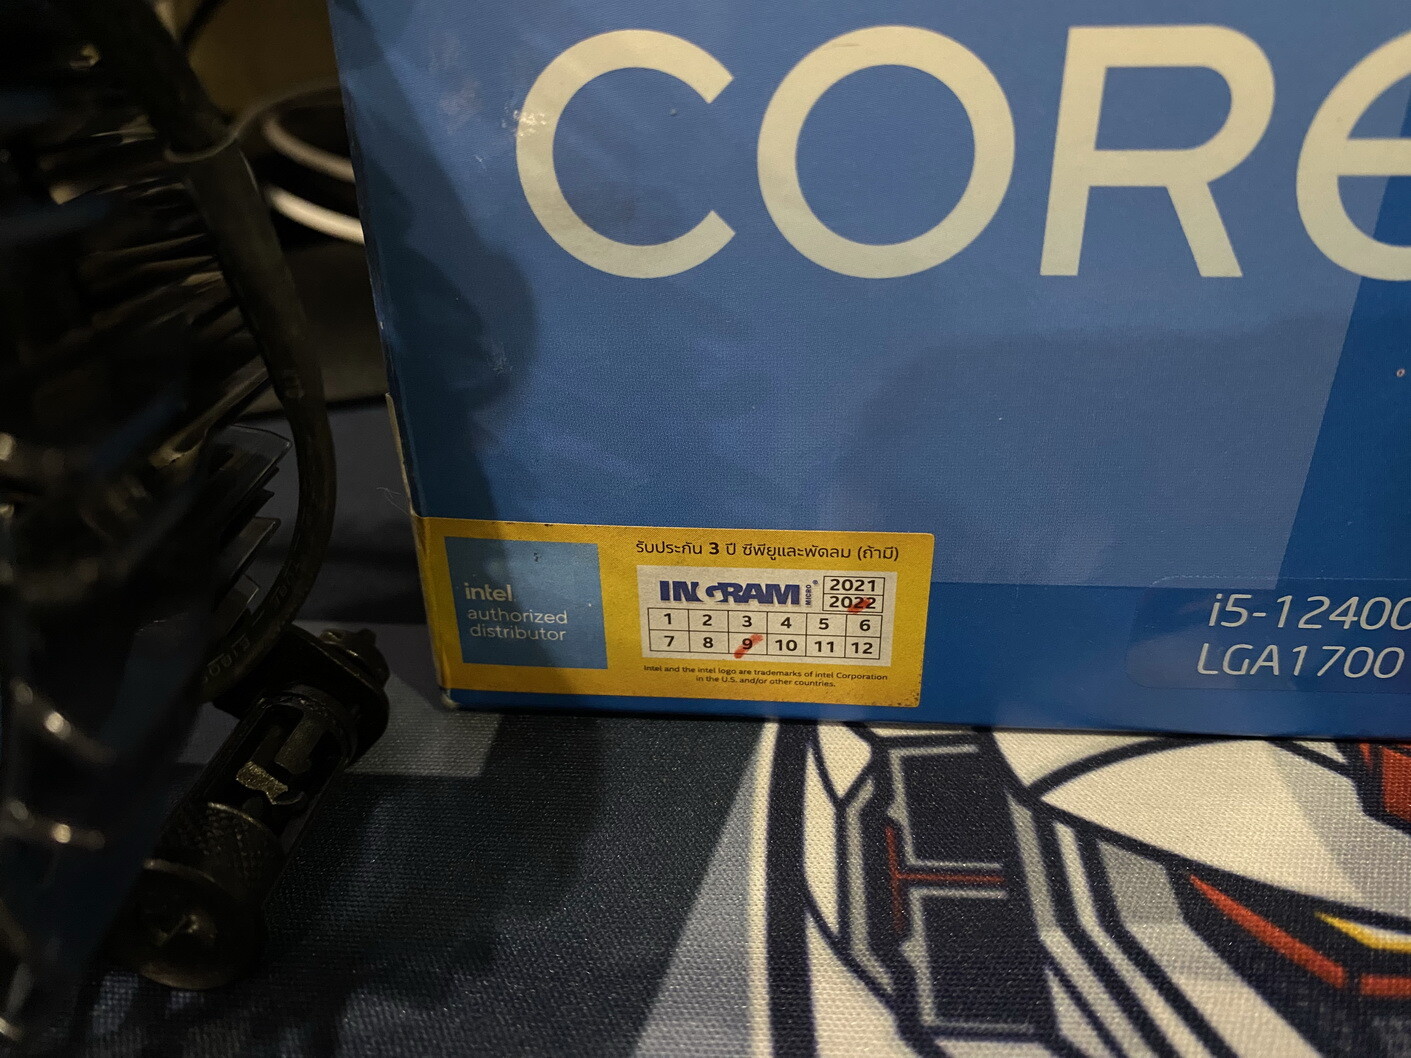 CORE
รับประกัน 3 ปี ซีพียูและพัดลม (ถ้ามี)
intel
authorized
distributor
INGRAM MICRO®
2021
2022
1 2 3 4 5 6
7 8 9 10 11 12
Intel and the intel logo are trademarks of intel Corporation
in the U.S. and/or other countries.
i5-12400
LGA1700